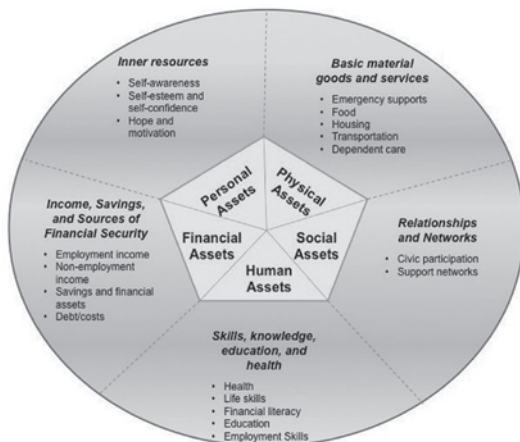 Inner resources
• Self-awareness
• Self-esteem and
self-confidence
• Hope and
motivation
Basic material
goods and services
• Emergency supports
• Food
• Housing
• Transportation
• Dependent care
Personal
Assets
Physical
Assets
Income, Savings,
and Sources of
Financial Security
• Employment income
• Non-employment
income
• Savings and financial
assets
• Debt/costs
Financial
Assets
Social
Assets
Human
Assets
Relationships
and Networks
• Civic participation
• Support networks
Skills, knowledge,
education, and
health
• Health
• Life skills
• Financial literacy
• Education
• Employment Skills